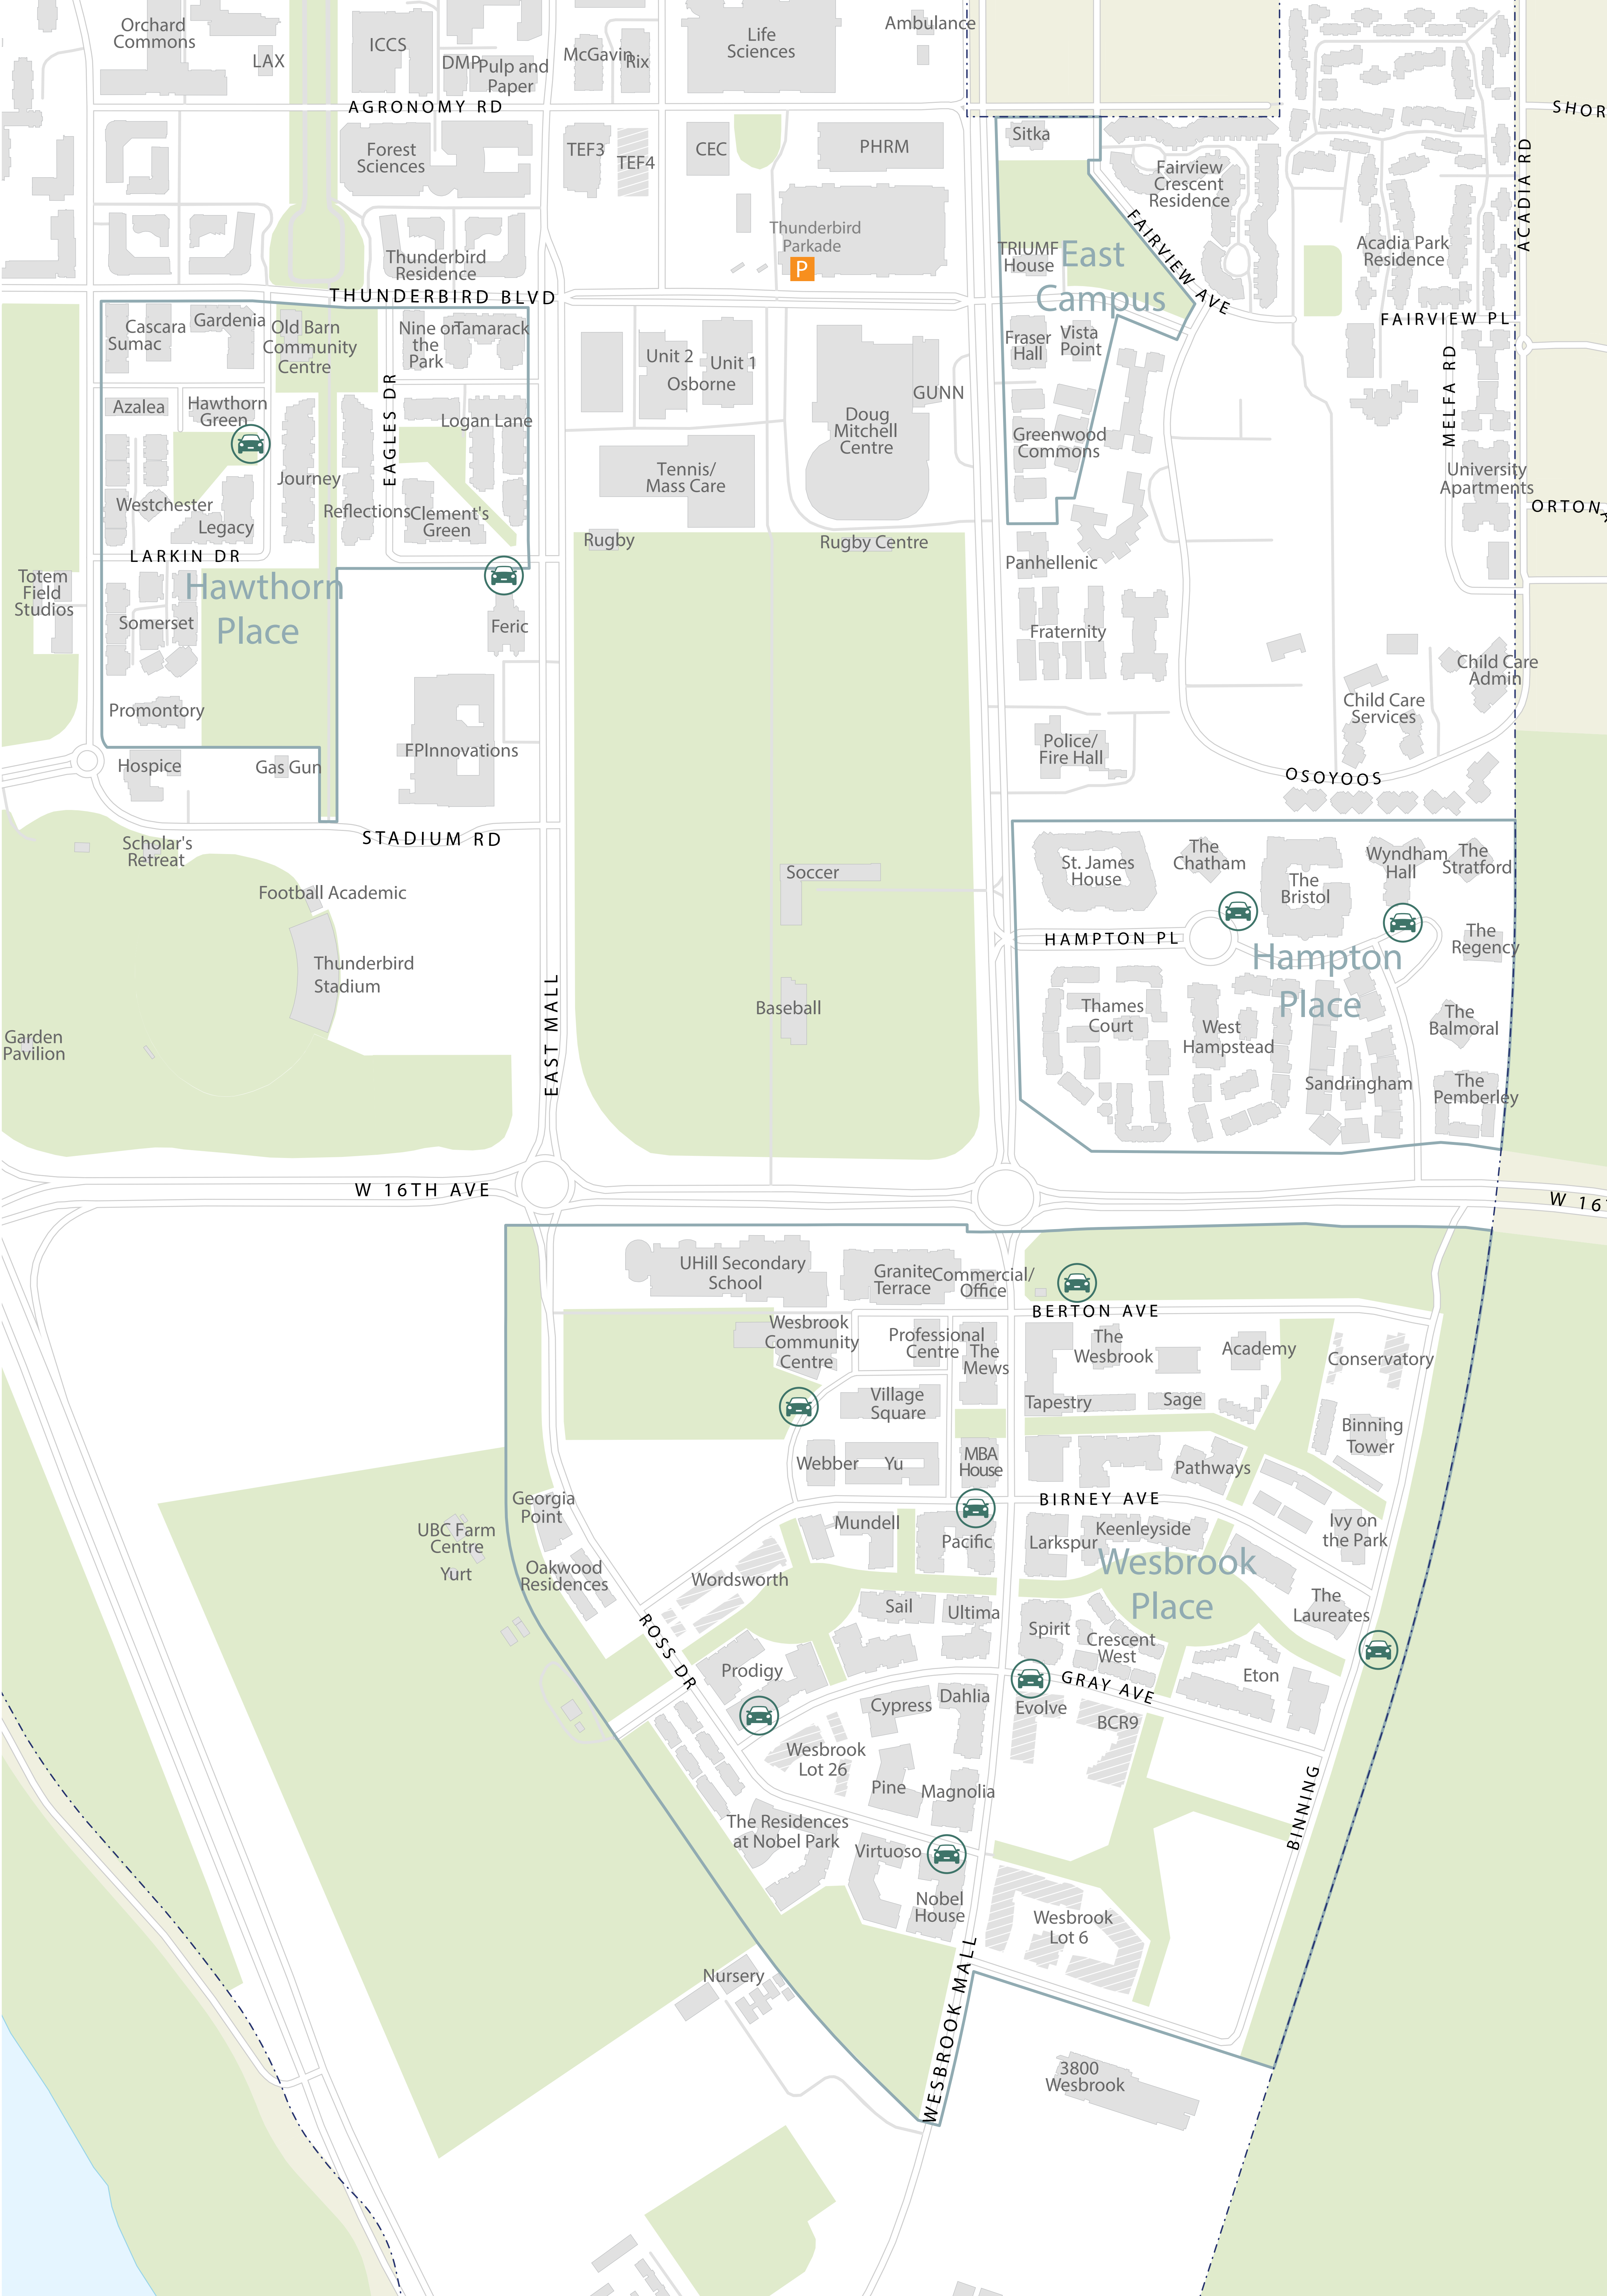 Orchard
Commons
LAX
ICCS
DMP
Pulp and
Paper
McGavin
Rix
Life
Sciences
Ambulance
AGRONOMY RD
SHOR
Forest
Sciences
TEF3
TEF4
CEC
PHRM
Sitka
Fairview
Crescent
Residence
ACADIA RD
Thunderbird
Residence
Thunderbird
Parkade
P
TRIUMF
House
East
Campus
FAIRVIEW AVE
Acadia Park
Residence
THUNDERBIRD BLVD
FAIRVIEW PL
Cascara
Sumac
Gardenia
Old Barn
Community
Centre
Nine on
the
Park
Tamarack
Unit 2
Unit 1
Osborne
GUNN
Doug
Mitchell
Centre
Fraser
Hall
Vista
Point
MELFA RD
Azalea
Hawthorn
Green
EAGLES DR
Logan Lane
Greenwood
Commons
Journey
Tennis/
Mass Care
University
Apartments
Westchester
Legacy
Reflections
Clement's
Green
ORTON
LARKIN DR
Rugby
Rugby Centre
Panhellenic
Totem
Field
Studios
Hawthorn
Place
Somerset
Feric
Fraternity
Child Care
Admin
Promontory
Child Care
Services
Hospice
Gas Gun
FPInnovations
Police/
Fire Hall
OSOYOOS
Scholar's
Retreat
STADIUM RD
St. James
House
The
Chatham
The
Bristol
Wyndham
Hall
The
Stratford
Football Academic
Soccer
HAMPTON PL
The
Regency
Hampton
Place
Thunderbird
Stadium
EAST MALL
Baseball
Thames
Court
West
Hampstead
The
Balmoral
Garden
Pavilion
Sandringham
The
Pemberley
W 16TH AVE
W 16T
UHill Secondary
School
Granite
Terrace
Commercial/
Office
BERTON AVE
Wesbrook
Community
Centre
Professional
Centre
The
Mews
The
Wesbrook
Academy
Conservatory
Village
Square
Tapestry
Sage
Binning
Tower
Webber
Yu
MBA
House
Pathways
Georgia
Point
BIRNEY AVE
UBC Farm
Centre
Mundell
Pacific
Larkspur
Keenleyside
Ivy on
the Park
Yurt
Oakwood
Residences
Wordsworth
Wesbrook
Place
Sail
Ultima
The
Laureates
ROSS DR
Spirit
Crescent
West
Prodigy
Eton
GRAY AVE
Cypress
Dahlia
Evolve
BCR9
Wesbrook
Lot 26
Pine
Magnolia
BINNING
The Residences
at Nobel Park
Virtuoso
Nobel
House
Wesbrook
Lot 6
Nursery
WESBROOK MALL
3800
Wesbrook